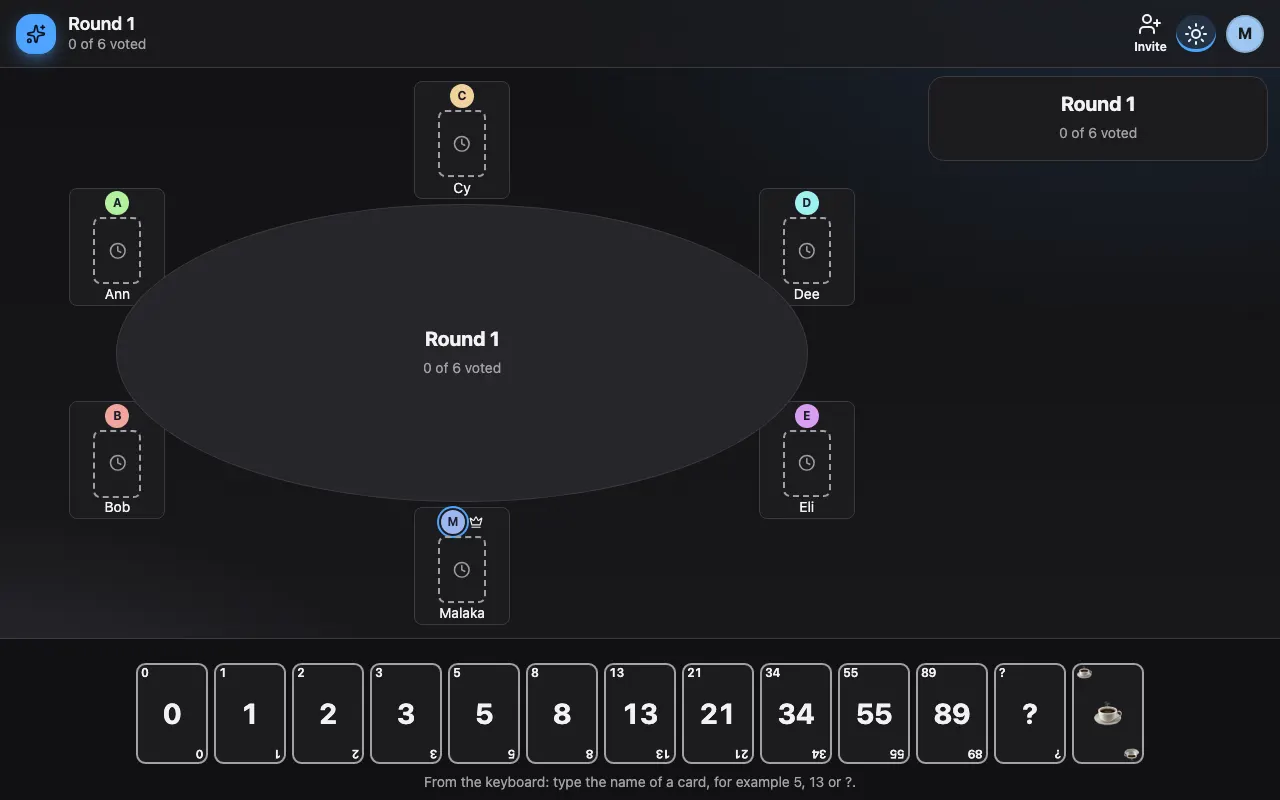 Round 1
0 of 6 voted
Invite
M
C
Cy
Round 1
0 of 6 voted
A
Ann
D
Dee
Round 1
0 of 6 voted
B
Bob
E
Eli
M
Malaka
0 0 0
1 1 1
2 2 2
3 3 3
5 5 5
8 8 8
13 13 13
21 21 21
34 34 34
55 55 55
89 89 89
? ? ?
From the keyboard: type the name of a card, for example 5, 13 or ?.